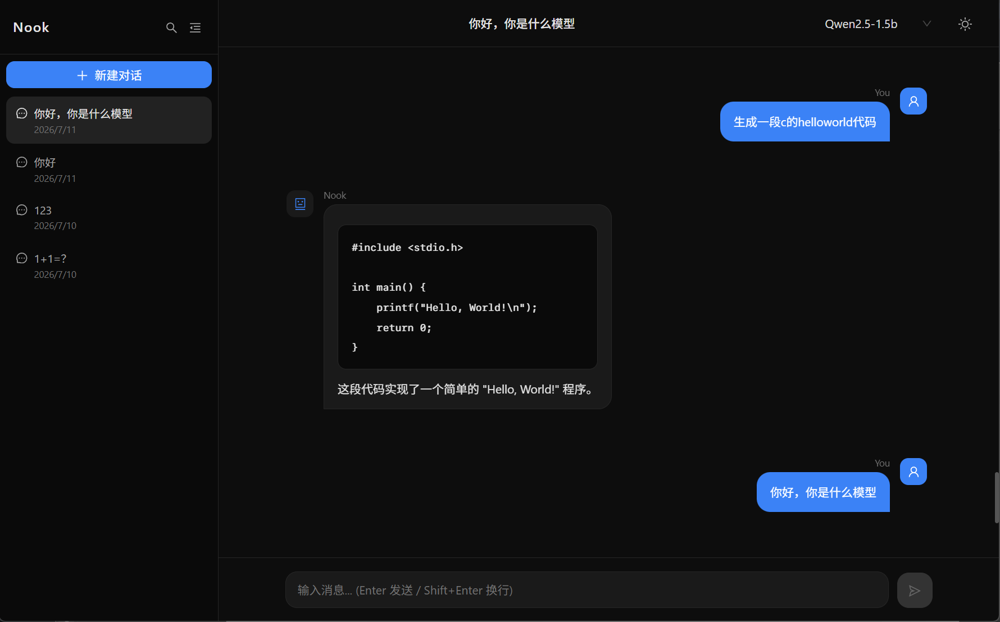 Nook
新建对话
你好，你是什么模型
2026/7/11
你好
2026/7/11
123
2026/7/10
1+1=?
2026/7/10
你好，你是什么模型
Qwen2.5-1.5b
You
生成一段c的helloworld代码
Nook
#include <stdio.h>
int main() {
    printf("Hello, World!\n");
    return 0;
}
这段代码实现了一个简单的 "Hello, World!" 程序。
You
你好，你是什么模型
输入消息... (Enter 发送 / Shift+Enter 换行)